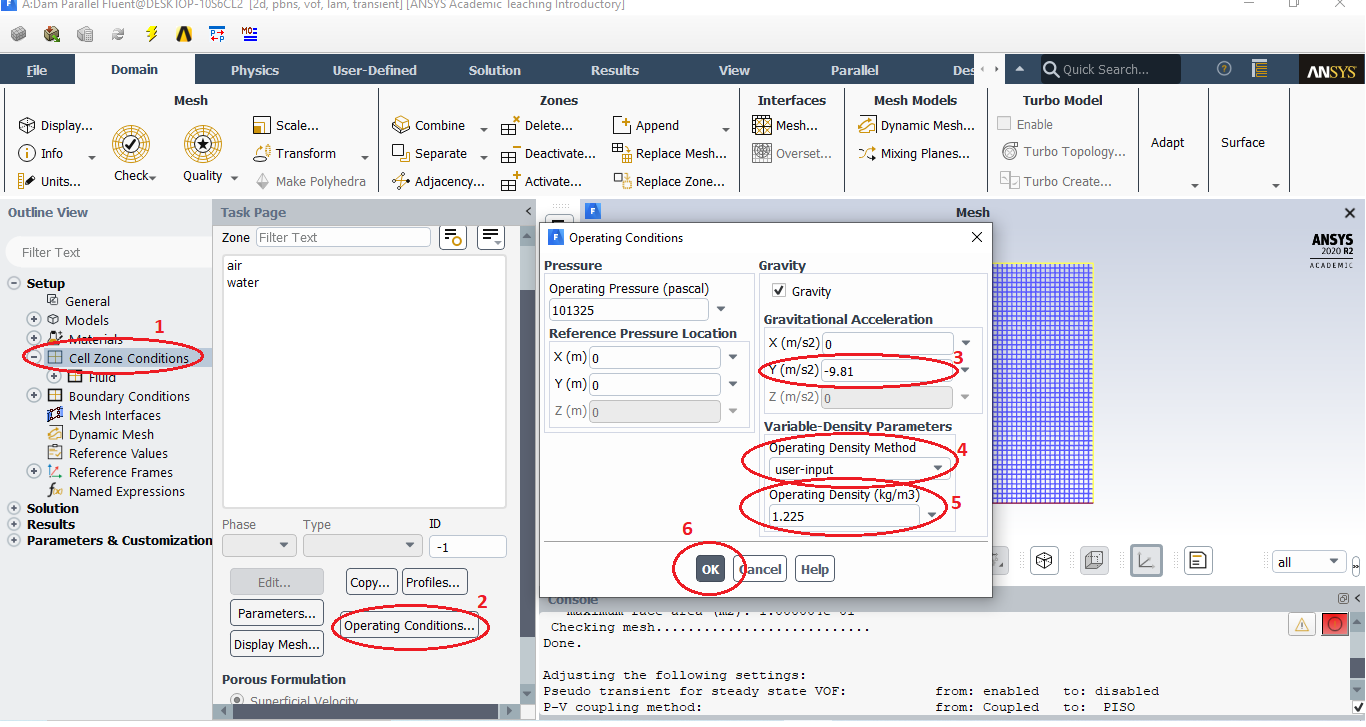 A:Dam Parallel Fluent@DESKTOP-10S6CL2 [2d, pbns, vof, lam, transient] [ANSYS Academic Teaching Introductory]
File Domain Physics User-Defined Solution Results View Parallel Des Quick Search... ANSYS
Mesh
Display...
Info
Units...
Check
Quality
Scale...
Transform
Make Polyhedra
Zones
Combine
Separate
Adjacency...
Delete...
Deactivate...
Activate...
Append
Replace Mesh...
Replace Zone...
Interfaces
Mesh...
Overset...
Mesh Models
Dynamic Mesh...
Mixing Planes...
Turbo Model
Enable
Turbo Topology...
Turbo Create...
Adapt
Surface
Outline View
Filter Text
Setup
General
Models
1
Materials
Cell Zone Conditions
Fluid
Boundary Conditions
Mesh Interfaces
Dynamic Mesh
Reference Values
Reference Frames
Named Expressions
Solution
Results
Parameters & Customization
Task Page
Zone Filter Text
air
water
Phase Type ID
-1
Edit... Copy... Profiles...
2
Parameters... Operating Conditions...
Display Mesh...
Porous Formulation
Superficial Velocity
Mesh
ANSYS
2020 R2
ACADEMIC
Operating Conditions
Pressure
Operating Pressure (pascal)
101325
Reference Pressure Location
X (m) 0
Y (m) 0
Z (m) 0
Gravity
Gravity
Gravitational Acceleration
X (m/s2) 0
3
Y (m/s2) -9.81
Z (m/s2) 0
Variable-Density Parameters
Operating Density Method
4
user-input
Operating Density (kg/m3)
5
1.225
6
OK Cancel Help
all
Console
maximum face area (m2): 1.000004e-01
Checking mesh..........................
Done.
Adjusting the following settings:
Pseudo transient for steady state VOF: from: enabled to: disabled
P-V coupling method: from: Coupled to: PISO